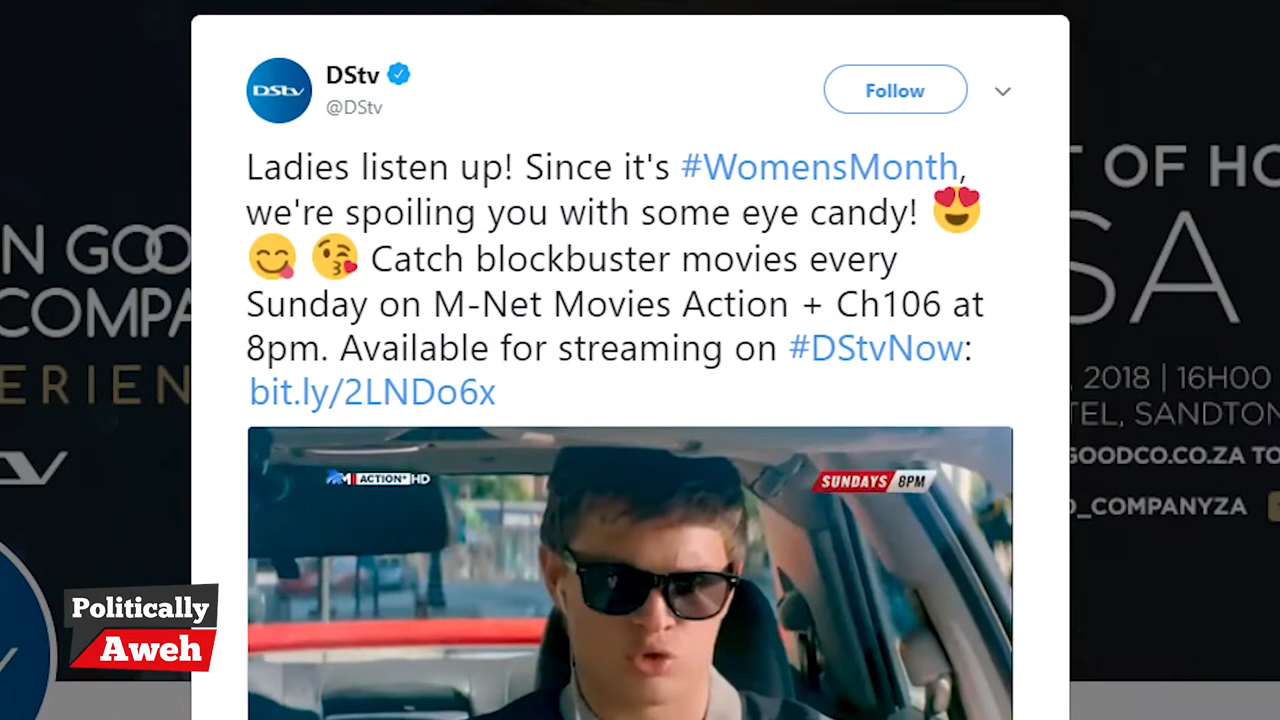 DStv
DStv
@DStv
Follow
Ladies listen up! Since it's #WomensMonth,
we're spoiling you with some eye candy! 😍
😋 😘 Catch blockbuster movies every
Sunday on M-Net Movies Action + Ch106 at
8pm. Available for streaming on #DStvNow:
bit.ly/2LNDo6x
M ACTION+ HD
SUNDAYS 8PM
N GOO
COMPA
ERIEN
T OF HO
SA
, 2018 | 16H00
TEL, SANDTON
GOODCO.CO.ZA TO
_COMPANYZA
Politically
Aweh